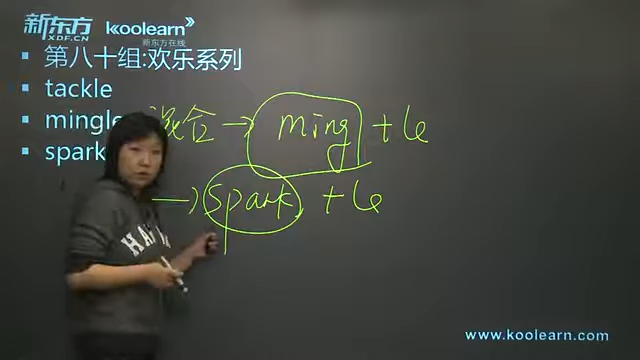 新东方 koolearn
XDF.CN 新东方在线
第八十组:欢乐系列
tackle
mingle 混合 → ming + le
spark → spark + le
HA
www.koolearn.com